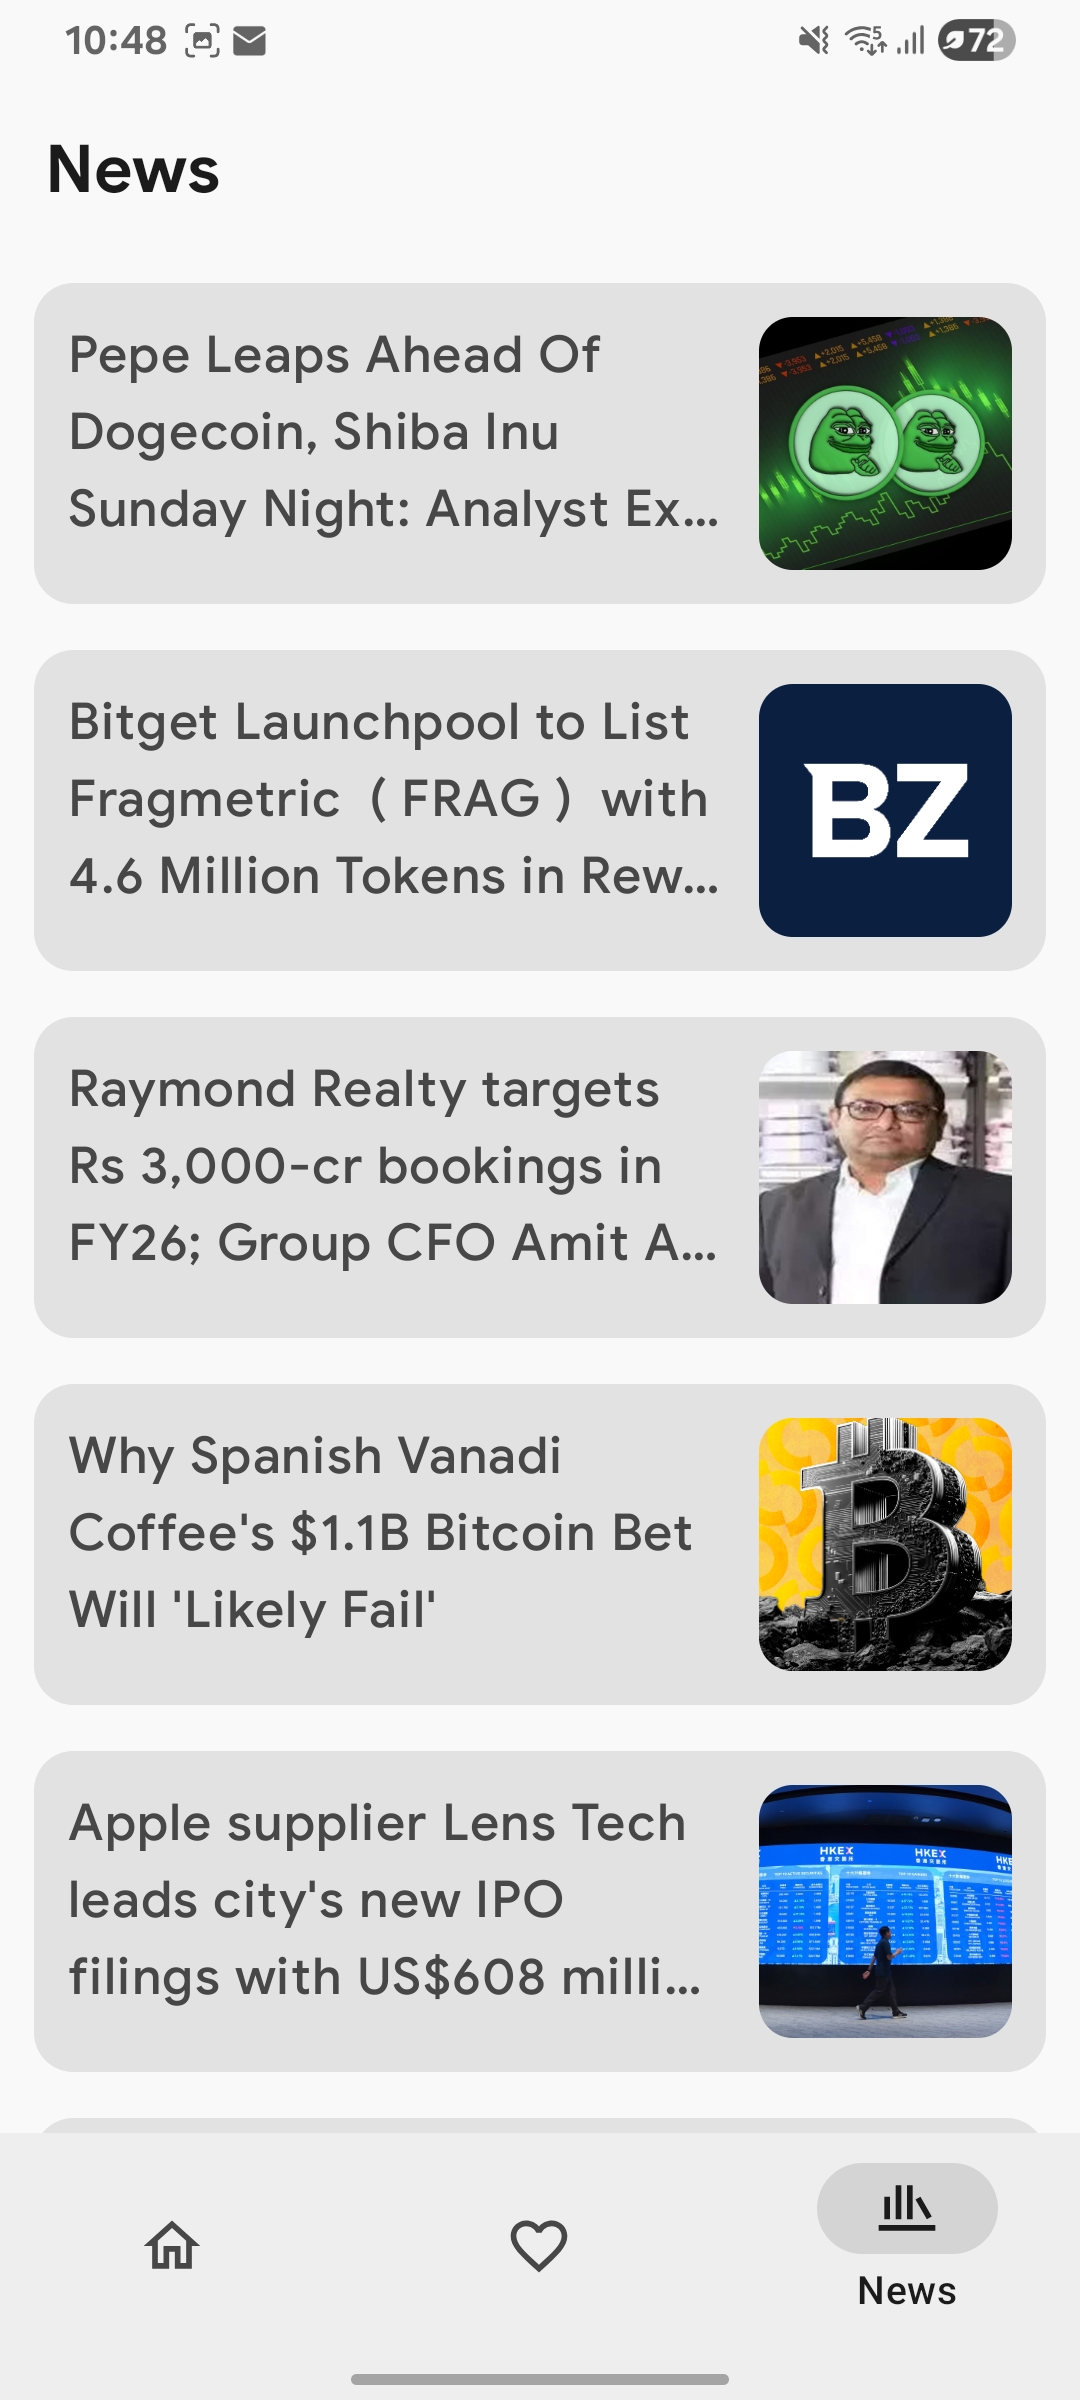 10:48
5
72
News
Pepe Leaps Ahead Of
Dogecoin, Shiba Inu
Sunday Night: Analyst Ex...
Bitget Launchpool to List
Fragmetric （FRAG） with
4.6 Million Tokens in Rew...
BZ
Raymond Realty targets
Rs 3,000-cr bookings in
FY26; Group CFO Amit A...
Why Spanish Vanadi
Coffee's $1.1B Bitcoin Bet
Will 'Likely Fail'
Apple supplier Lens Tech
leads city's new IPO
filings with US$608 milli...
HKEX
HKEX
News